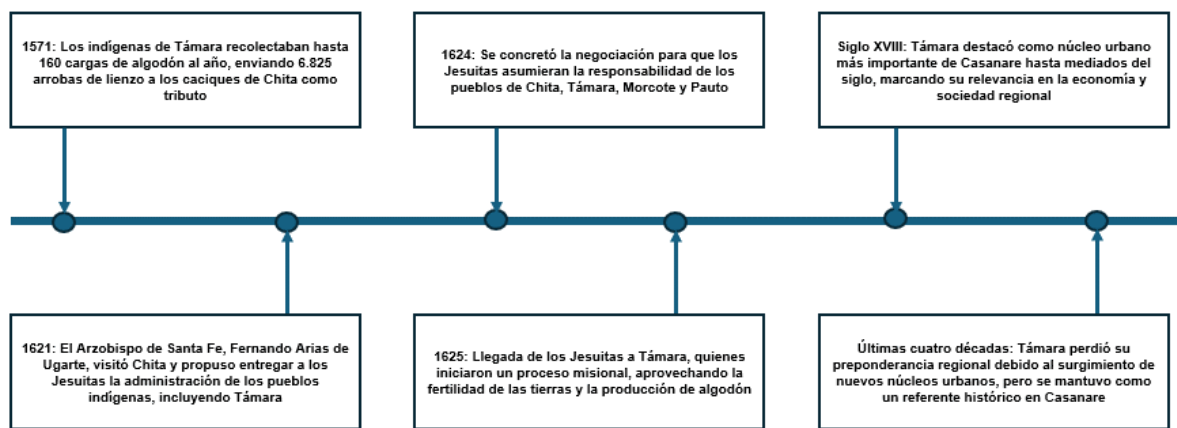 1571: Los indígenas de Támara recolectaban hasta
160 cargas de algodón al año, enviando 6.825
arrobas de lienzo a los caciques de Chita como
tributo
1624: Se concretó la negociación para que los
Jesuitas asumieran la responsabilidad de los
pueblos de Chita, Támara, Morcote y Pauto
Siglo XVIII: Támara destacó como núcleo urbano
más importante de Casanare hasta mediados del
siglo, marcando su relevancia en la economía y
sociedad regional
1621: El Arzobispo de Santa Fe, Fernando Arias de
Ugarte, visitó Chita y propuso entregar a los
Jesuitas la administración de los pueblos
indígenas, incluyendo Támara
1625: Llegada de los Jesuitas a Támara, quienes
iniciaron un proceso misional, aprovechando la
fertilidad de las tierras y la producción de algodón
Últimas cuatro décadas: Támara perdió su
preponderancia regional debido al surgimiento de
nuevos núcleos urbanos, pero se mantuvo como
un referente histórico en Casanare